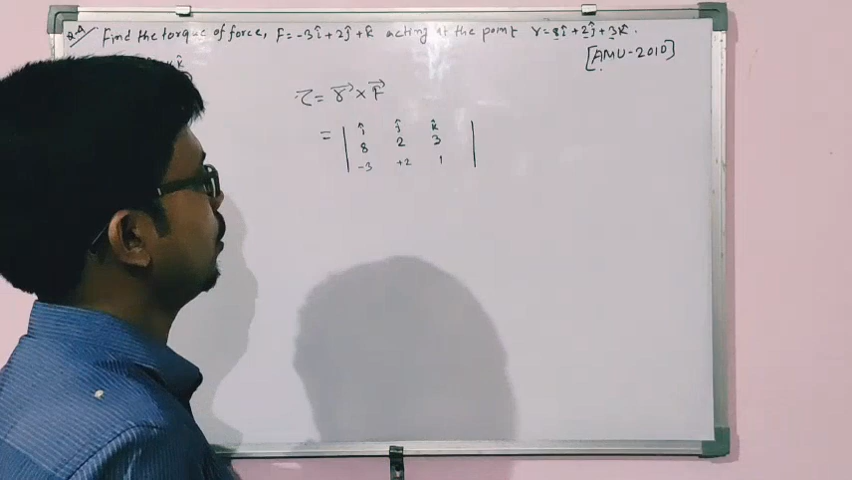 Q.A Find the torque of force, F = -3î+2ĵ+k̂ acting at the point r = 8î+2ĵ+3k̂.
[AMU-2010]
k̂
τ = r⃗ × F⃗
= | î ĵ k̂
8 2 3
-3 +2 1 |